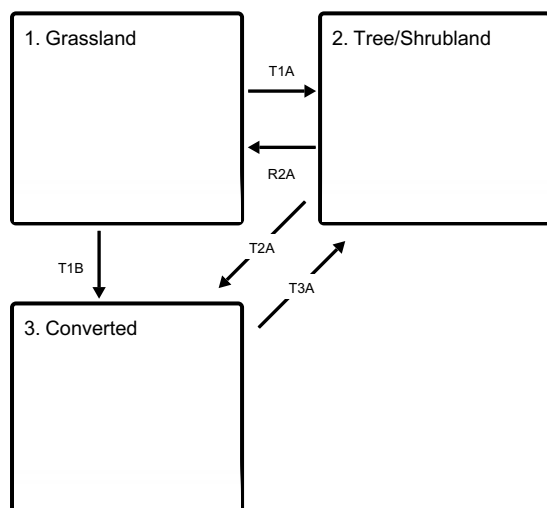 1. Grassland
2. Tree/Shrubland
T1A
R2A
T1B
T2A
T3A
3. Converted